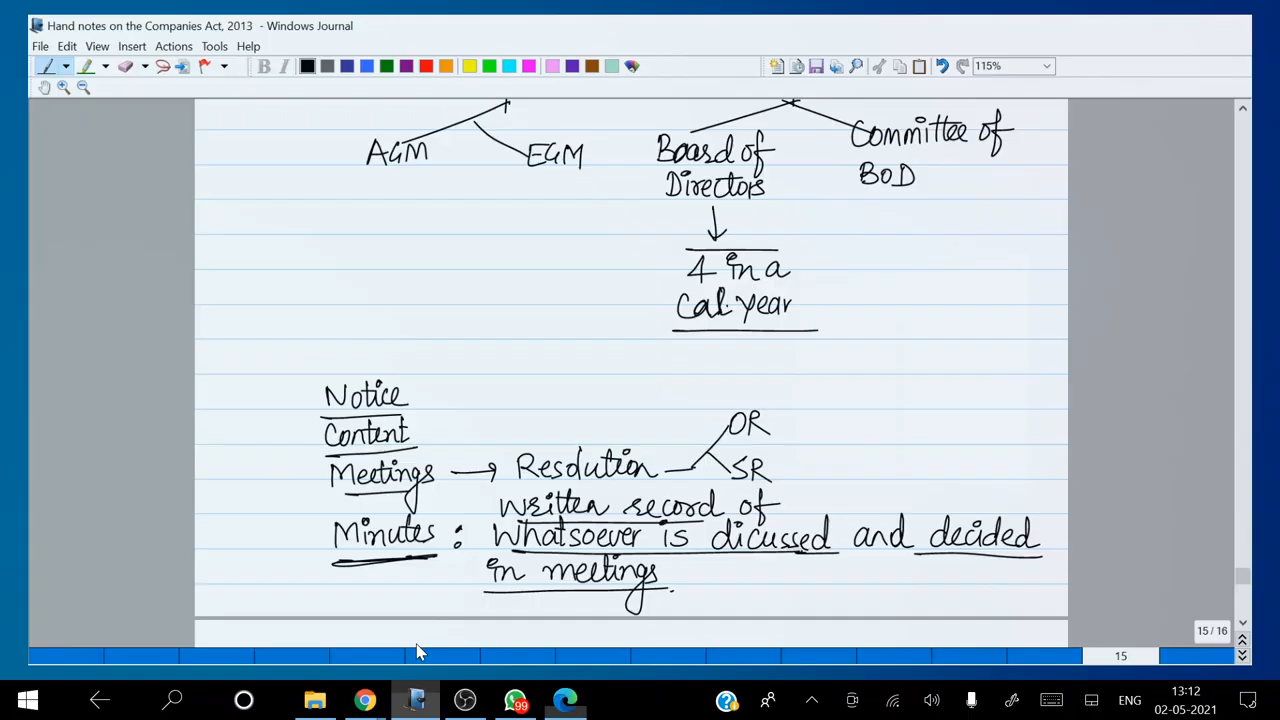 Hand notes on the Companies Act, 2013 - Windows Journal
File Edit View Insert Actions Tools Help
B I 115%
AGM EGM Board of Directors Committee of BOD
4 in a
Cal. year
Notice
Content
Meetings → Resolution OR
SR
written record of
Minutes : Whatsoever is dicussed and decided
in meetings.
15 / 16
15
99
ENG
13:12
02-05-2021